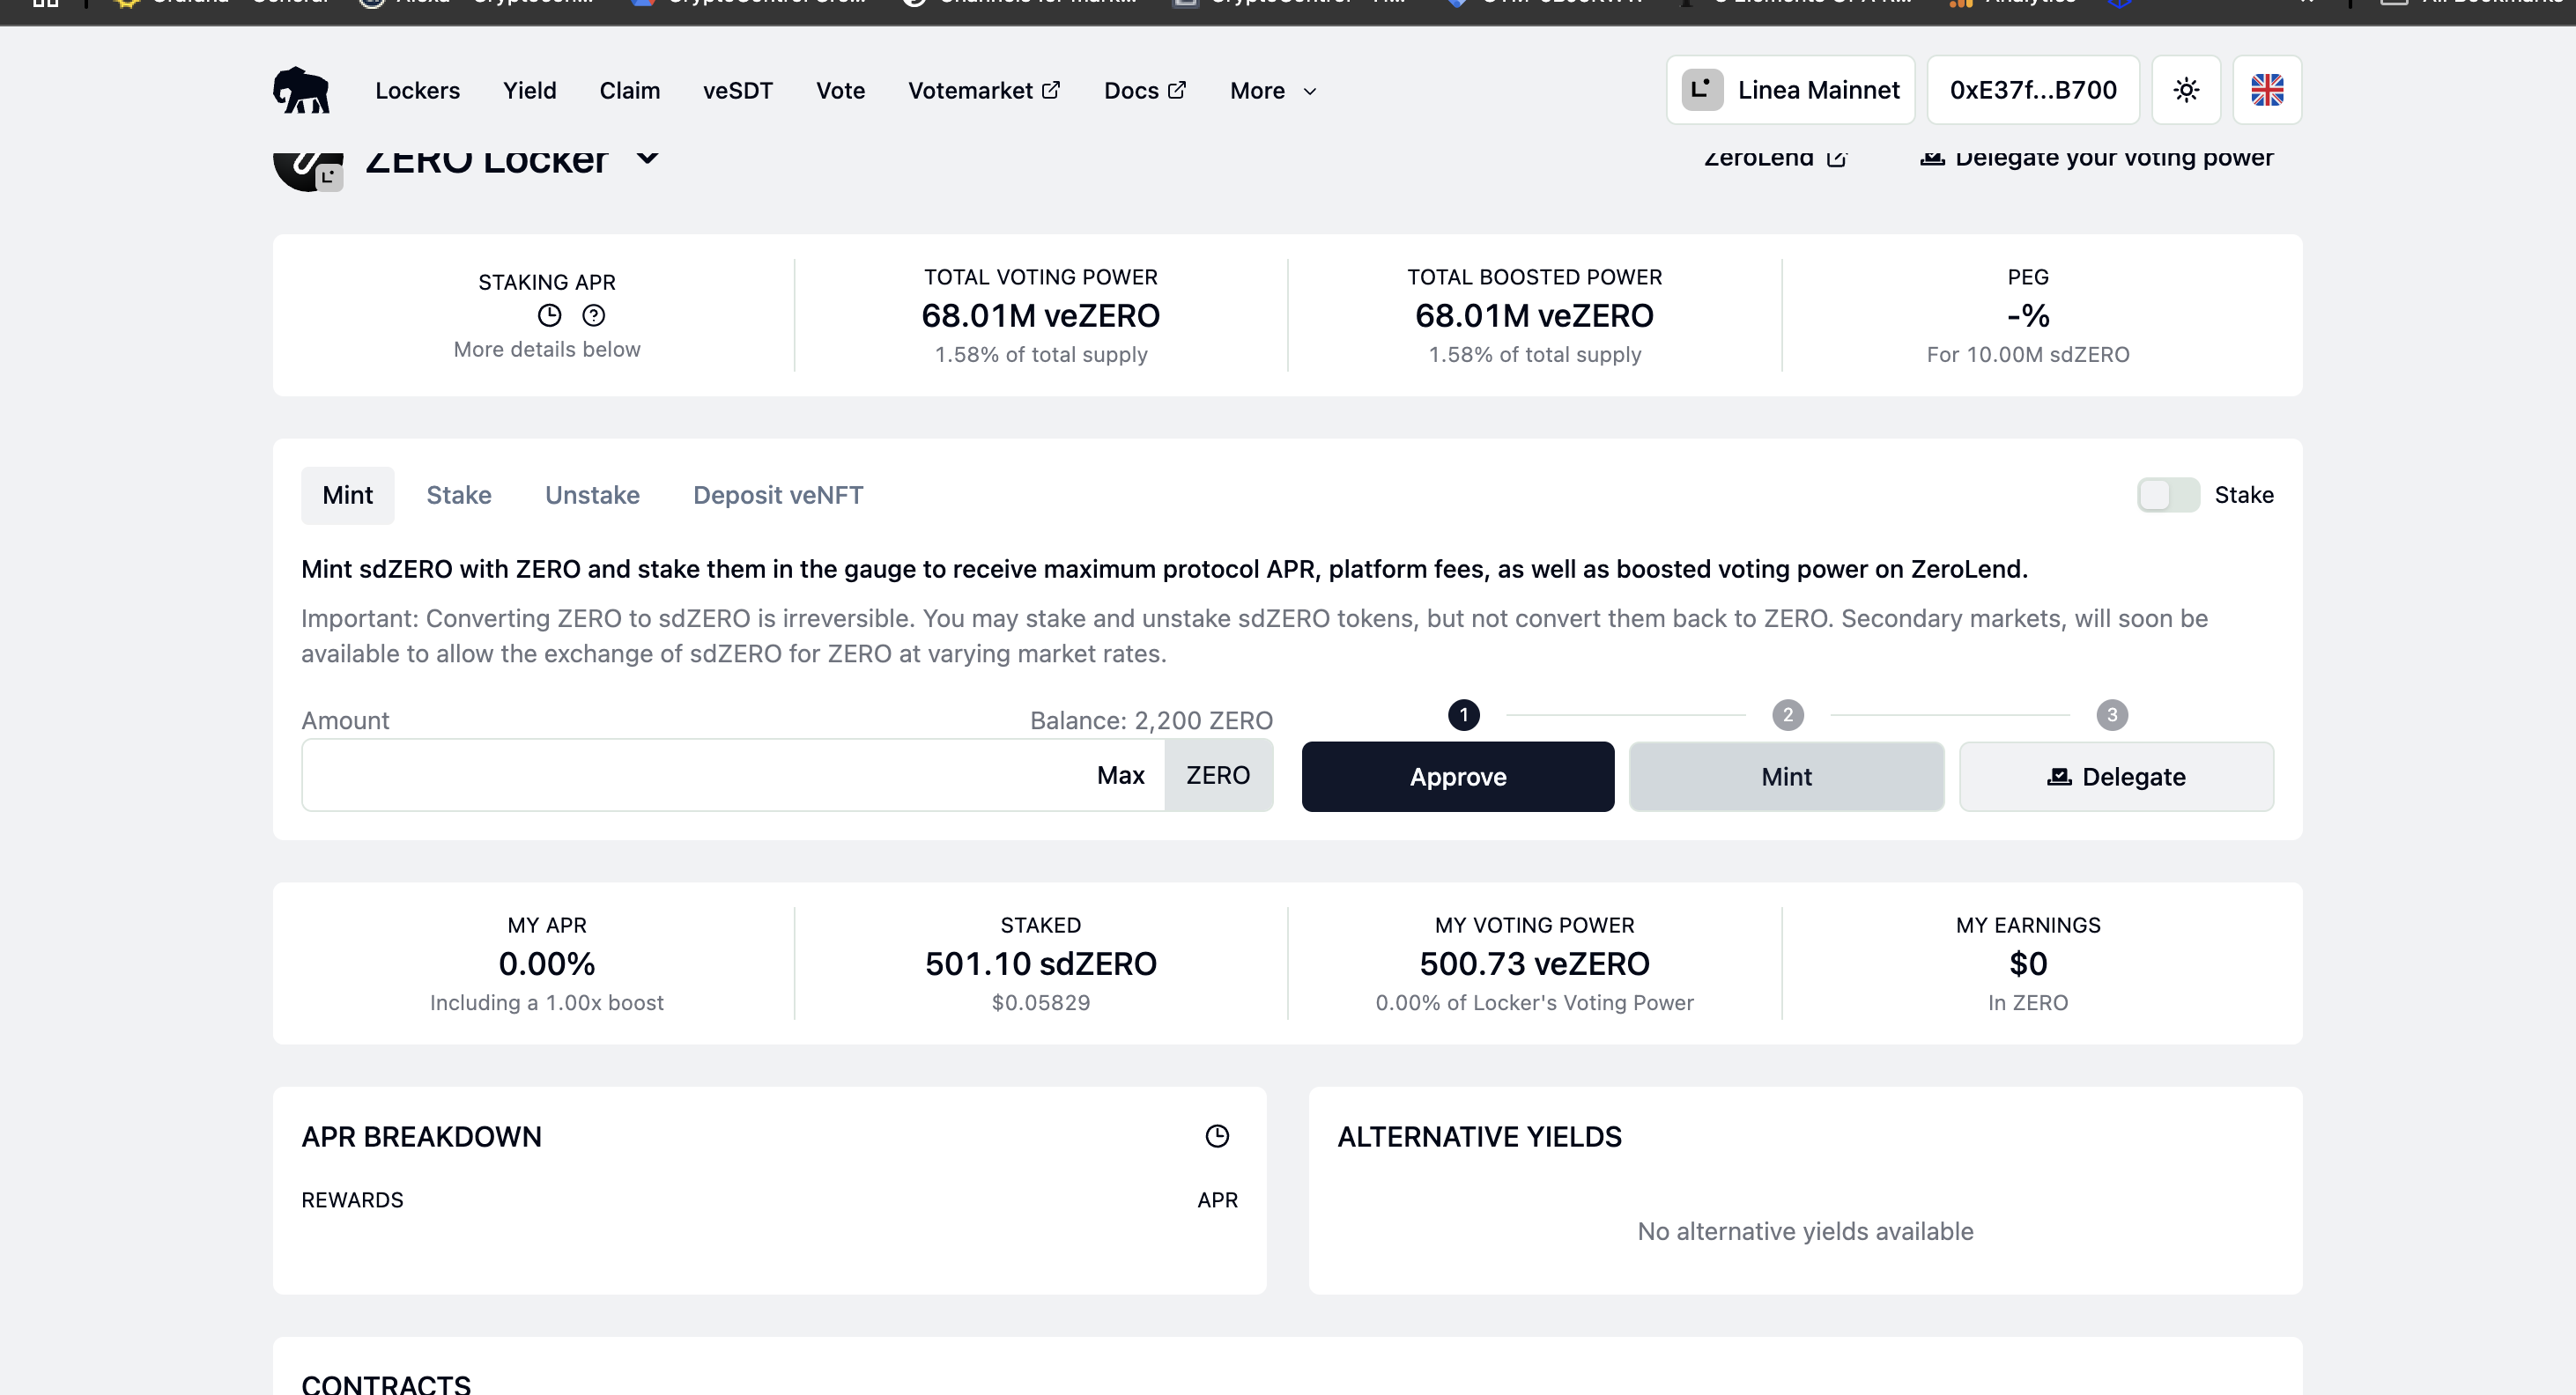 Lockers Yield Claim veSDT Vote Votemarket Docs More L Linea Mainnet 0xE37f...B700
ZERO Locker ZeroLend Delegate your voting power
STAKING APR
More details below
TOTAL VOTING POWER
68.01M veZERO
1.58% of total supply
TOTAL BOOSTED POWER
68.01M veZERO
1.58% of total supply
PEG
-%
For 10.00M sdZERO
Mint Stake Unstake Deposit veNFT Stake
Mint sdZERO with ZERO and stake them in the gauge to receive maximum protocol APR, platform fees, as well as boosted voting power on ZeroLend.
Important: Converting ZERO to sdZERO is irreversible. You may stake and unstake sdZERO tokens, but not convert them back to ZERO. Secondary markets, will soon be
available to allow the exchange of sdZERO for ZERO at varying market rates.
Amount Balance: 2,200 ZERO
Max ZERO
1 2 3
Approve Mint Delegate
MY APR
0.00%
Including a 1.00x boost
STAKED
501.10 sdZERO
$0.05829
MY VOTING POWER
500.73 veZERO
0.00% of Locker's Voting Power
MY EARNINGS
$0
In ZERO
APR BREAKDOWN
REWARDS APR
ALTERNATIVE YIELDS
No alternative yields available
CONTRACTS